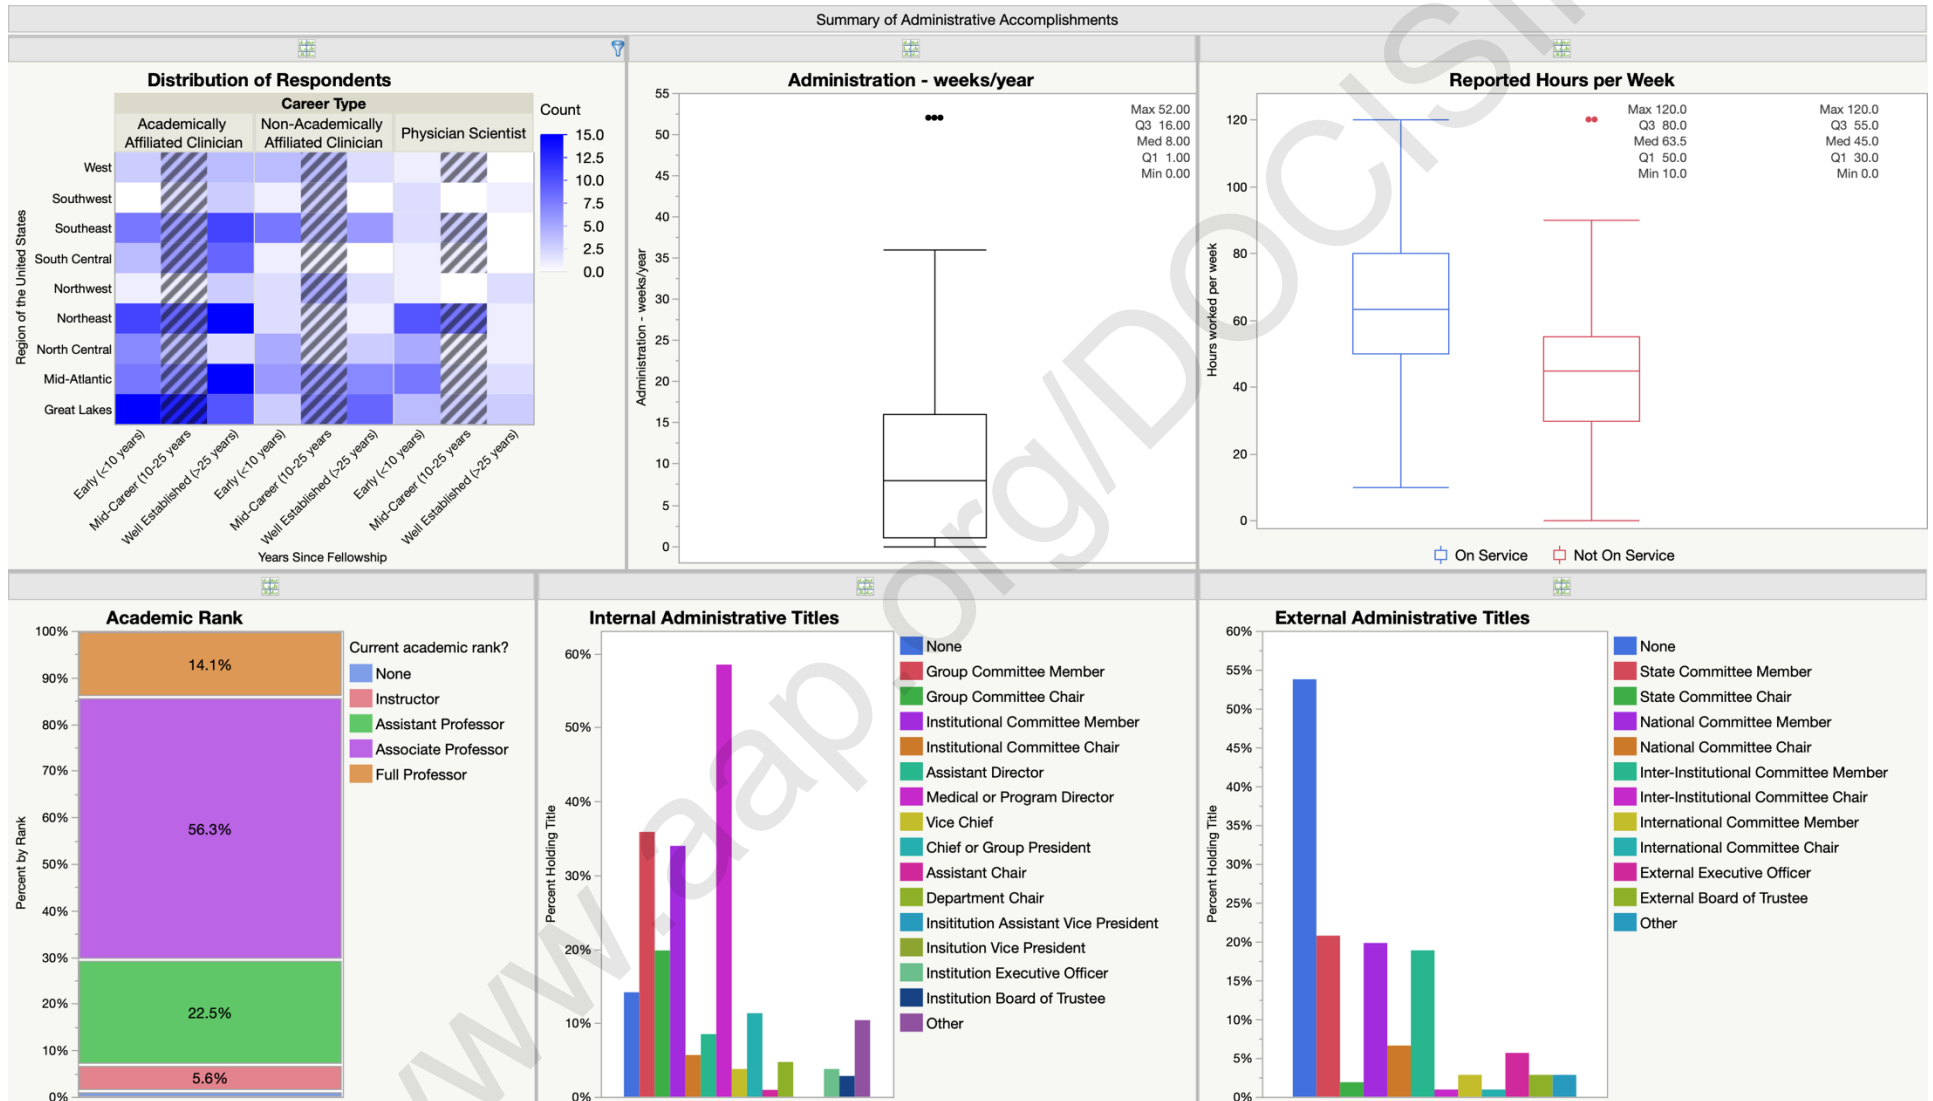 Summary of Administrative Accomplishments
Distribution of Respondents
Career Type
Academically
Affiliated Clinician
Non-Academically
Affiliated Clinician
Physician Scientist
Count
15.0
12.5
10.0
7.5
5.0
2.5
0.0
Region of the United States
West
Southwest
Southeast
South Central
Northwest
Northeast
North Central
Mid-Atlantic
Great Lakes
Early (<10 years)
Mid-Career (10-25 years
Well Established (>25 years)
Early (<10 years)
Mid-Career (10-25 years
Well Established (>25 years)
Early (<10 years)
Mid-Career (10-25 years
Well Established (>25 years)
Years Since Fellowship
Administration - weeks/year
Administration - weeks/year
55
50
45
40
35
30
25
20
15
10
5
0
Max 52.00
Q3 16.00
Med 8.00
Q1 1.00
Min 0.00
Reported Hours per Week
Hours worked per week
120
100
80
60
40
20
0
Max 120.0
Q3 80.0
Med 63.5
Q1 50.0
Min 10.0
Max 120.0
Q3 55.0
Med 45.0
Q1 30.0
Min 0.0
On Service
Not On Service
Academic Rank
Percent by Rank
100%
90%
80%
70%
60%
50%
40%
30%
20%
10%
0%
14.1%
56.3%
22.5%
5.6%
Current academic rank?
None
Instructor
Assistant Professor
Associate Professor
Full Professor
Internal Administrative Titles
Percent Holding Title
60%
50%
40%
30%
20%
10%
0%
None
Group Committee Member
Group Committee Chair
Institutional Committee Member
Institutional Committee Chair
Assistant Director
Medical or Program Director
Vice Chief
Chief or Group President
Assistant Chair
Department Chair
Insititution Assistant Vice President
Insitution Vice President
Institution Executive Officer
Institution Board of Trustee
Other
External Administrative Titles
Percent Holding Title
60%
55%
50%
45%
40%
35%
30%
25%
20%
15%
10%
5%
0%
None
State Committee Member
State Committee Chair
National Committee Member
National Committee Chair
Inter-Institutional Committee Member
Inter-Institutional Committee Chair
International Committee Member
International Committee Chair
External Executive Officer
External Board of Trustee
Other